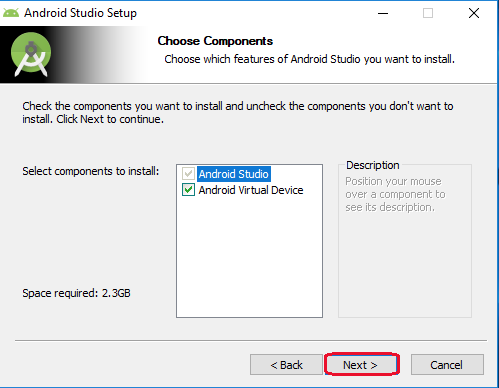 Android Studio Setup
Choose Components
Choose which features of Android Studio you want to install.
Check the components you want to install and uncheck the components you don't want to
install. Click Next to continue.
Select components to install:
Android Studio
Android Virtual Device
Description
Position your mouse
over a component to
see its description.
Space required: 2.3GB
< Back
Next >
Cancel